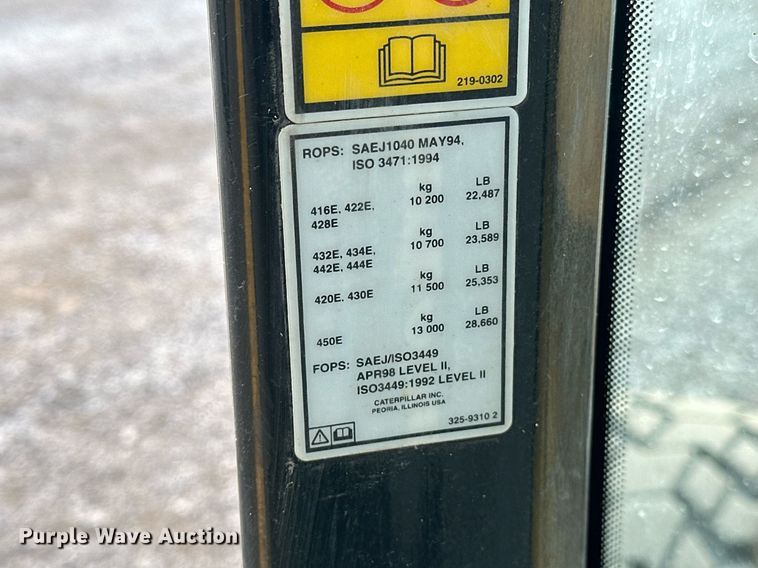 219-0302
ROPS: SAEJ1040 MAY94,
ISO 3471:1994
kg LB
416E, 422E, 10 200 22,487
428E
kg LB
432E, 434E, 10 700 23,589
442E, 444E
kg LB
420E, 430E 11 500 25,353
kg LB
450E 13 000 28,660
FOPS: SAEJ/ISO3449
APR98 LEVEL II,
ISO3449:1992 LEVEL II
CATERPILLAR INC.
PEORIA, ILLINOIS USA
325-9310 2
Purple Wave Auction